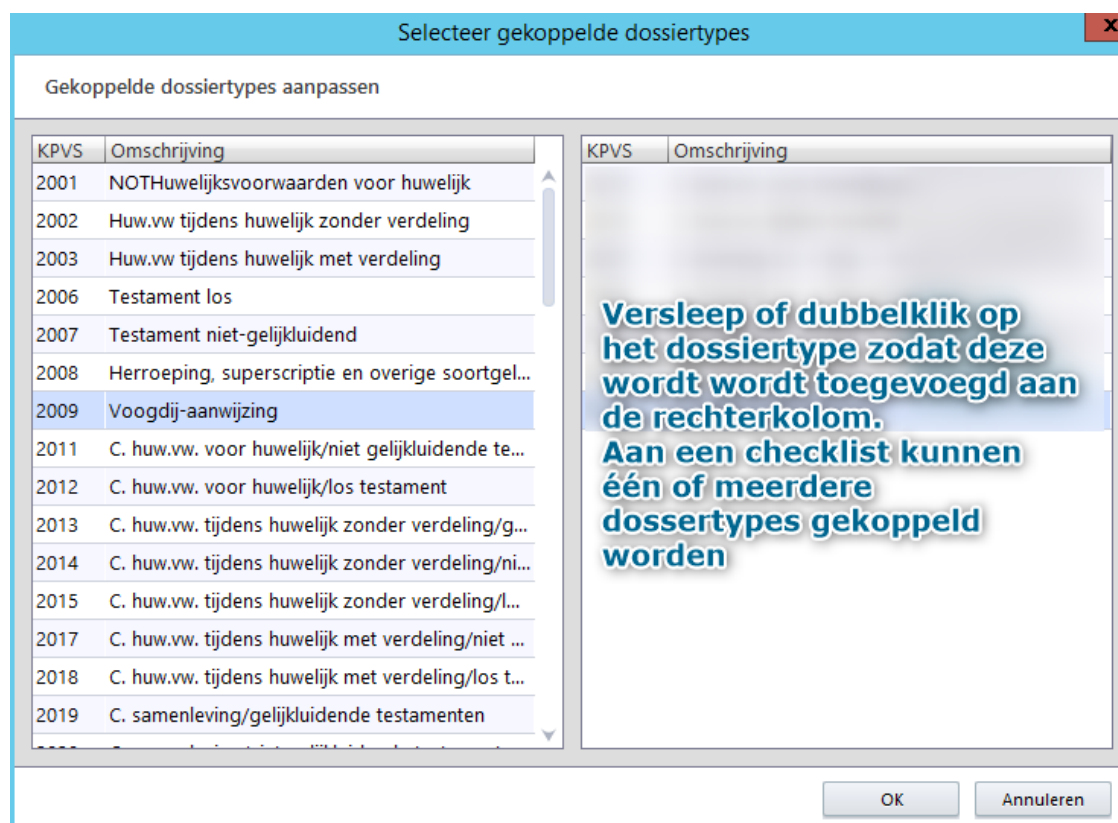 Selecteer gekoppelde dossiertypes
x
Gekoppelde dossiertypes aanpassen
KPVS Omschrijving
2001 NOTHuwelijksvoorwaarden voor huwelijk
2002 Huw.vw tijdens huwelijk zonder verdeling
2003 Huw.vw tijdens huwelijk met verdeling
2006 Testament los
2007 Testament niet-gelijkluidend
2008 Herroeping, superscriptie en overige soortgel...
2009 Voogdij-aanwijzing
2011 C. huw.vw. voor huwelijk/niet gelijkluidende te...
2012 C. huw.vw. voor huwelijk/los testament
2013 C. huw.vw. tijdens huwelijk zonder verdeling/g...
2014 C. huw.vw. tijdens huwelijk zonder verdeling/ni...
2015 C. huw.vw. tijdens huwelijk zonder verdeling/l...
2017 C. huw.vw. tijdens huwelijk met verdeling/niet ...
2018 C. huw.vw. tijdens huwelijk met verdeling/los t...
2019 C. samenleving/gelijkluidende testamenten
KPVS Omschrijving
Versleep of dubbelklik op
het dossiertype zodat deze
wordt wordt toegevoegd aan
de rechterkolom.
Aan een checklist kunnen
één of meerdere
dossertypes gekoppeld
worden
OK Annuleren